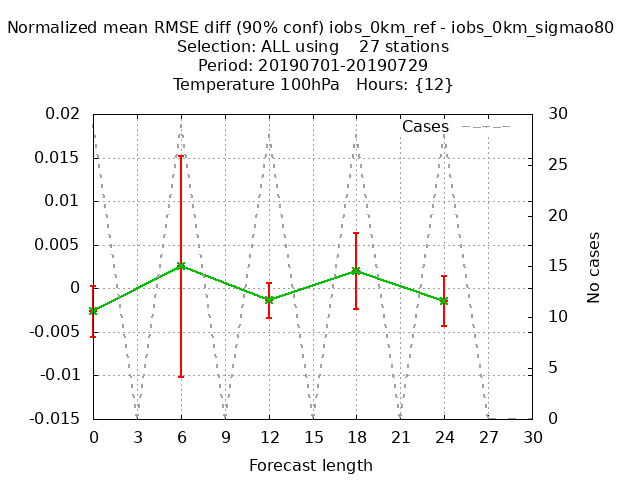 Normalized mean RMSE diff (90% conf) iobs_0km_ref - iobs_0km_sigmao80
Selection: ALL using    27 stations
Period: 20190701-20190729
Temperature 100hPa   Hours: {12}
Cases
0.02
0.015
0.01
0.005
0
-0.005
-0.01
-0.015
30
25
20
15
10
5
0
No cases
0 3 6 9 12 15 18 21 24 27 30
Forecast length